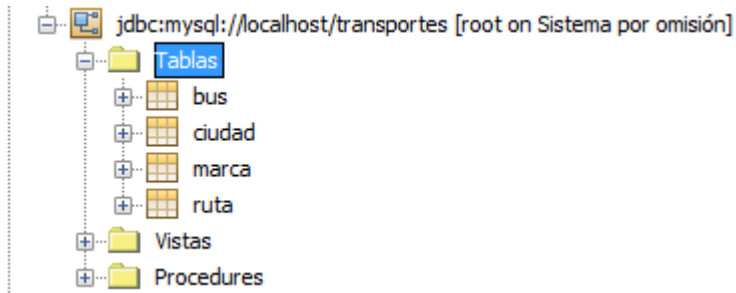 jdbc:mysql://localhost/transportes [root on Sistema por omisión]
Tablas
bus
ciudad
marca
ruta
Vistas
Procedures